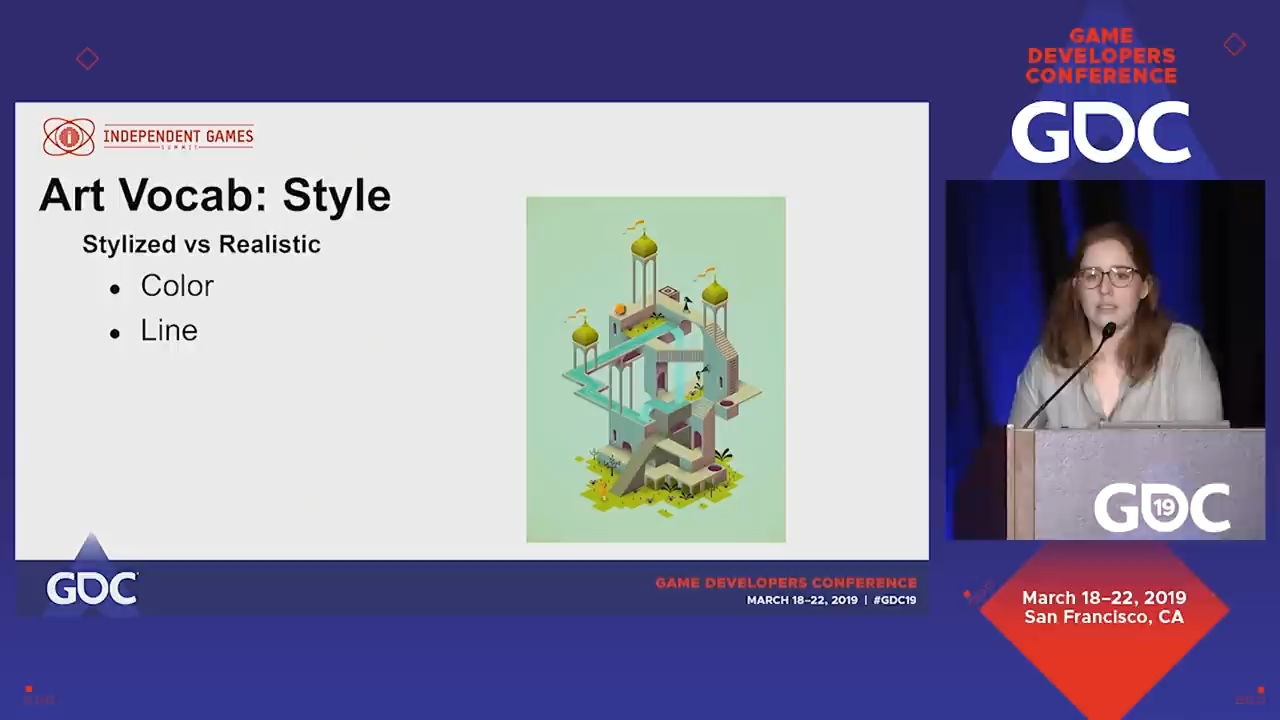 INDEPENDENT GAMES
SUMMIT
Art Vocab: Style
Stylized vs Realistic
• Color
• Line
GDC
GAME DEVELOPERS CONFERENCE
MARCH 18–22, 2019 | #GDC19
GAME
DEVELOPERS
CONFERENCE
GDC
GDC
19
March 18–22, 2019
San Francisco, CA